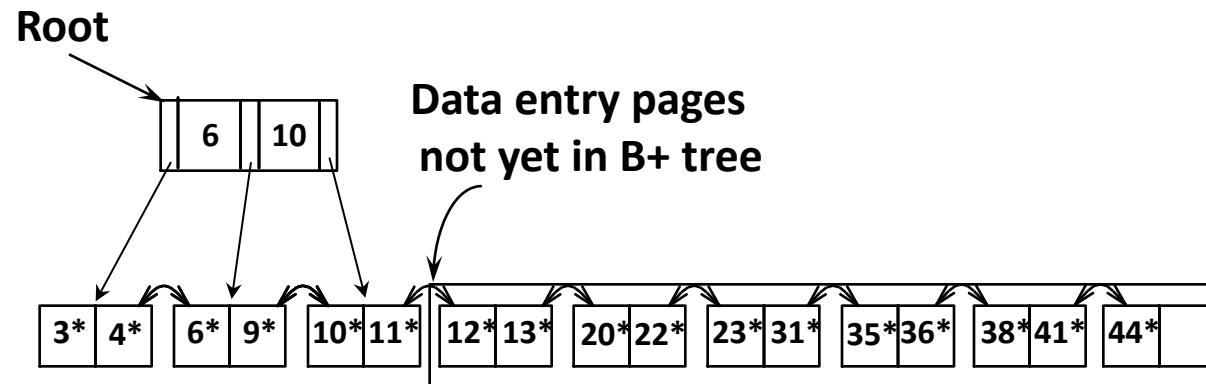 Root
Data entry pages
not yet in B+ tree
6 10
3* 4* 6* 9* 10* 11* 12* 13* 20* 22* 23* 31* 35* 36* 38* 41* 44*